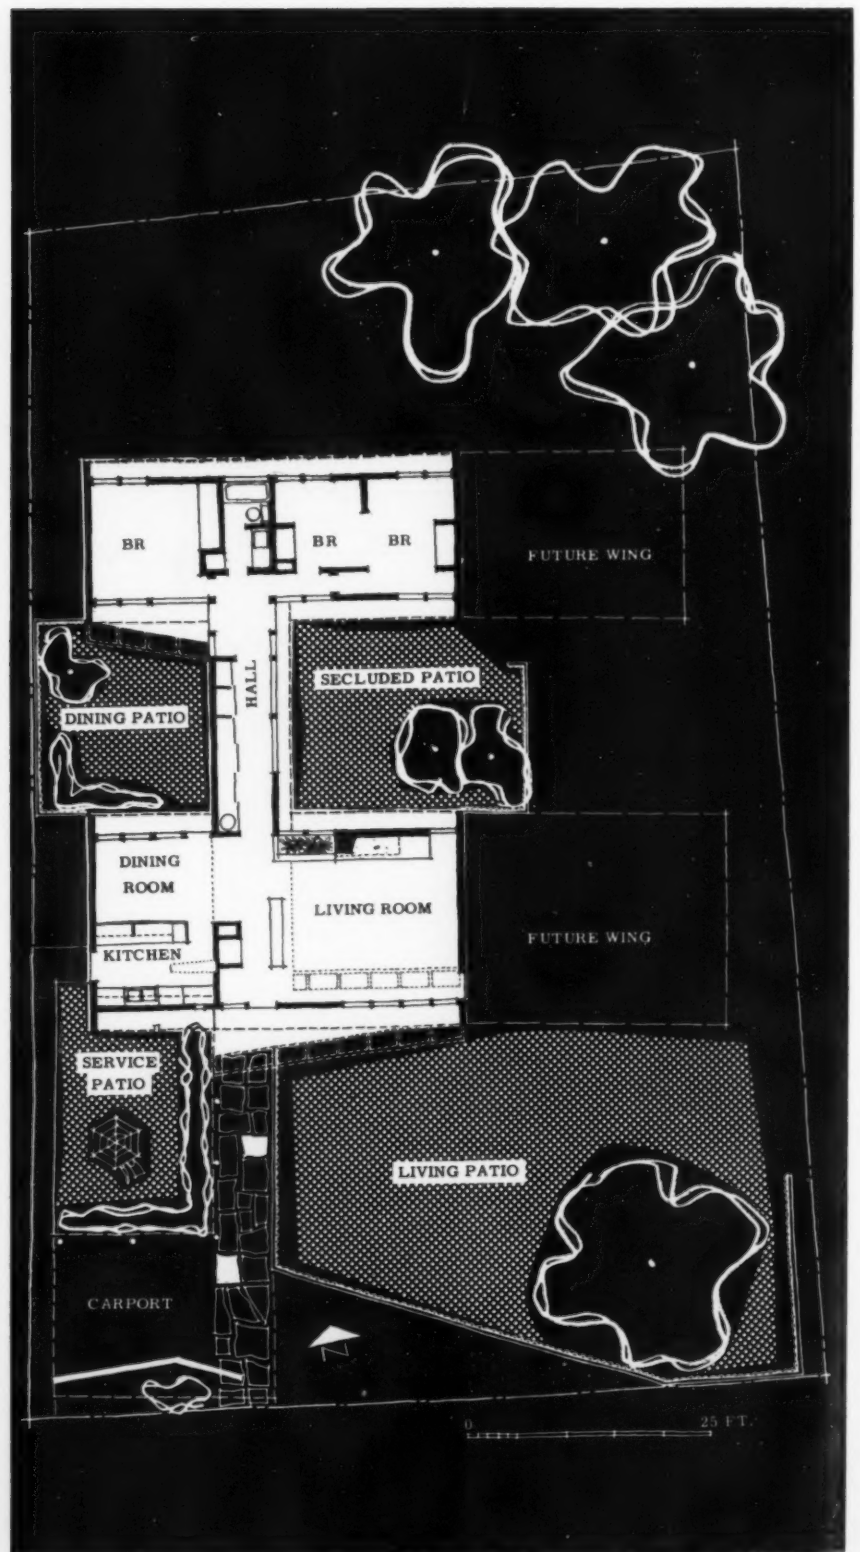 BR
BR
BR
FUTURE WING
HALL
SECLUDED PATIO
DINING PATIO
DINING
ROOM
LIVING ROOM
KITCHEN
FUTURE WING
SERVICE
PATIO
LIVING PATIO
CARPORT
N
0
25 FT.